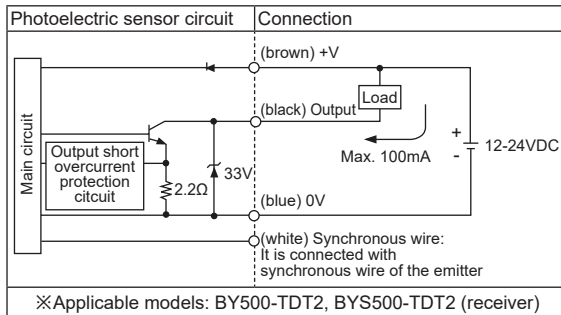 Photoelectric sensor circuit
Connection
(brown) +V
Load
(black) Output
Main circuit
Output short
overcurrent
protection
citcuit
33V
2.2Ω
Max. 100mA
+
-
12-24VDC
(blue) 0V
(white) Synchronous wire:
It is connected with
synchronous wire of the emitter
※Applicable models: BY500-TDT2, BYS500-TDT2 (receiver)